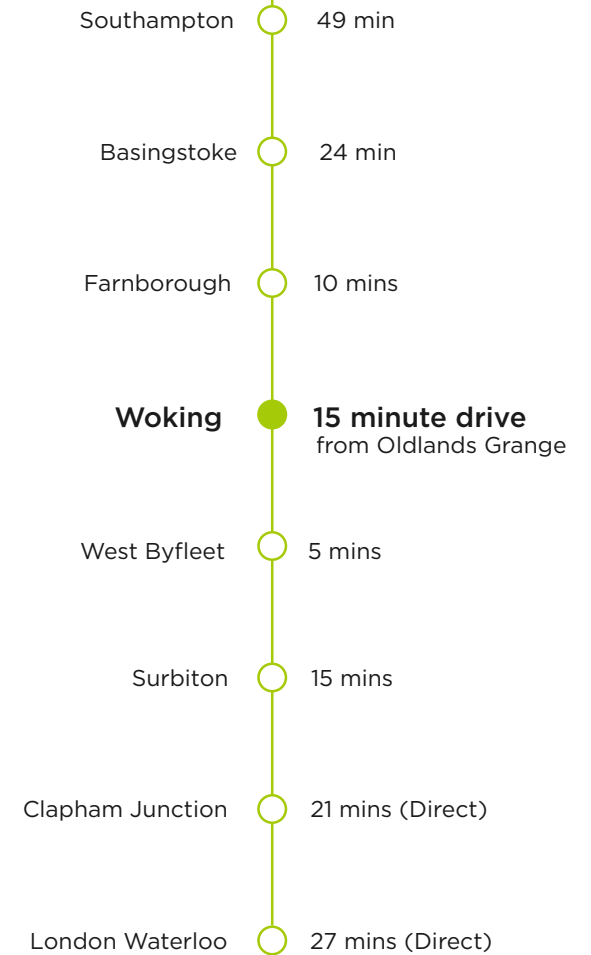 Southampton 49 min
Basingstoke 24 min
Farnborough 10 mins
Woking 15 minute drive
from Oldlands Grange
West Byfleet 5 mins
Surbiton 15 mins
Clapham Junction 21 mins (Direct)
London Waterloo 27 mins (Direct)